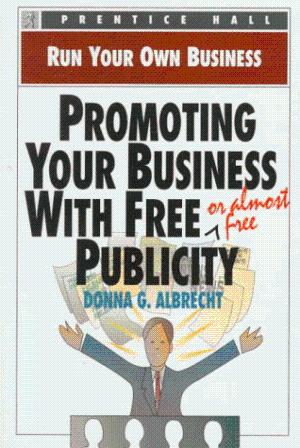 PRENTICE HALL
RUN YOUR OWN BUSINESS
PROMOTING
YOUR BUSINESS
WITH FREE or almost free
PUBLICITY
DONNA G. ALBRECHT